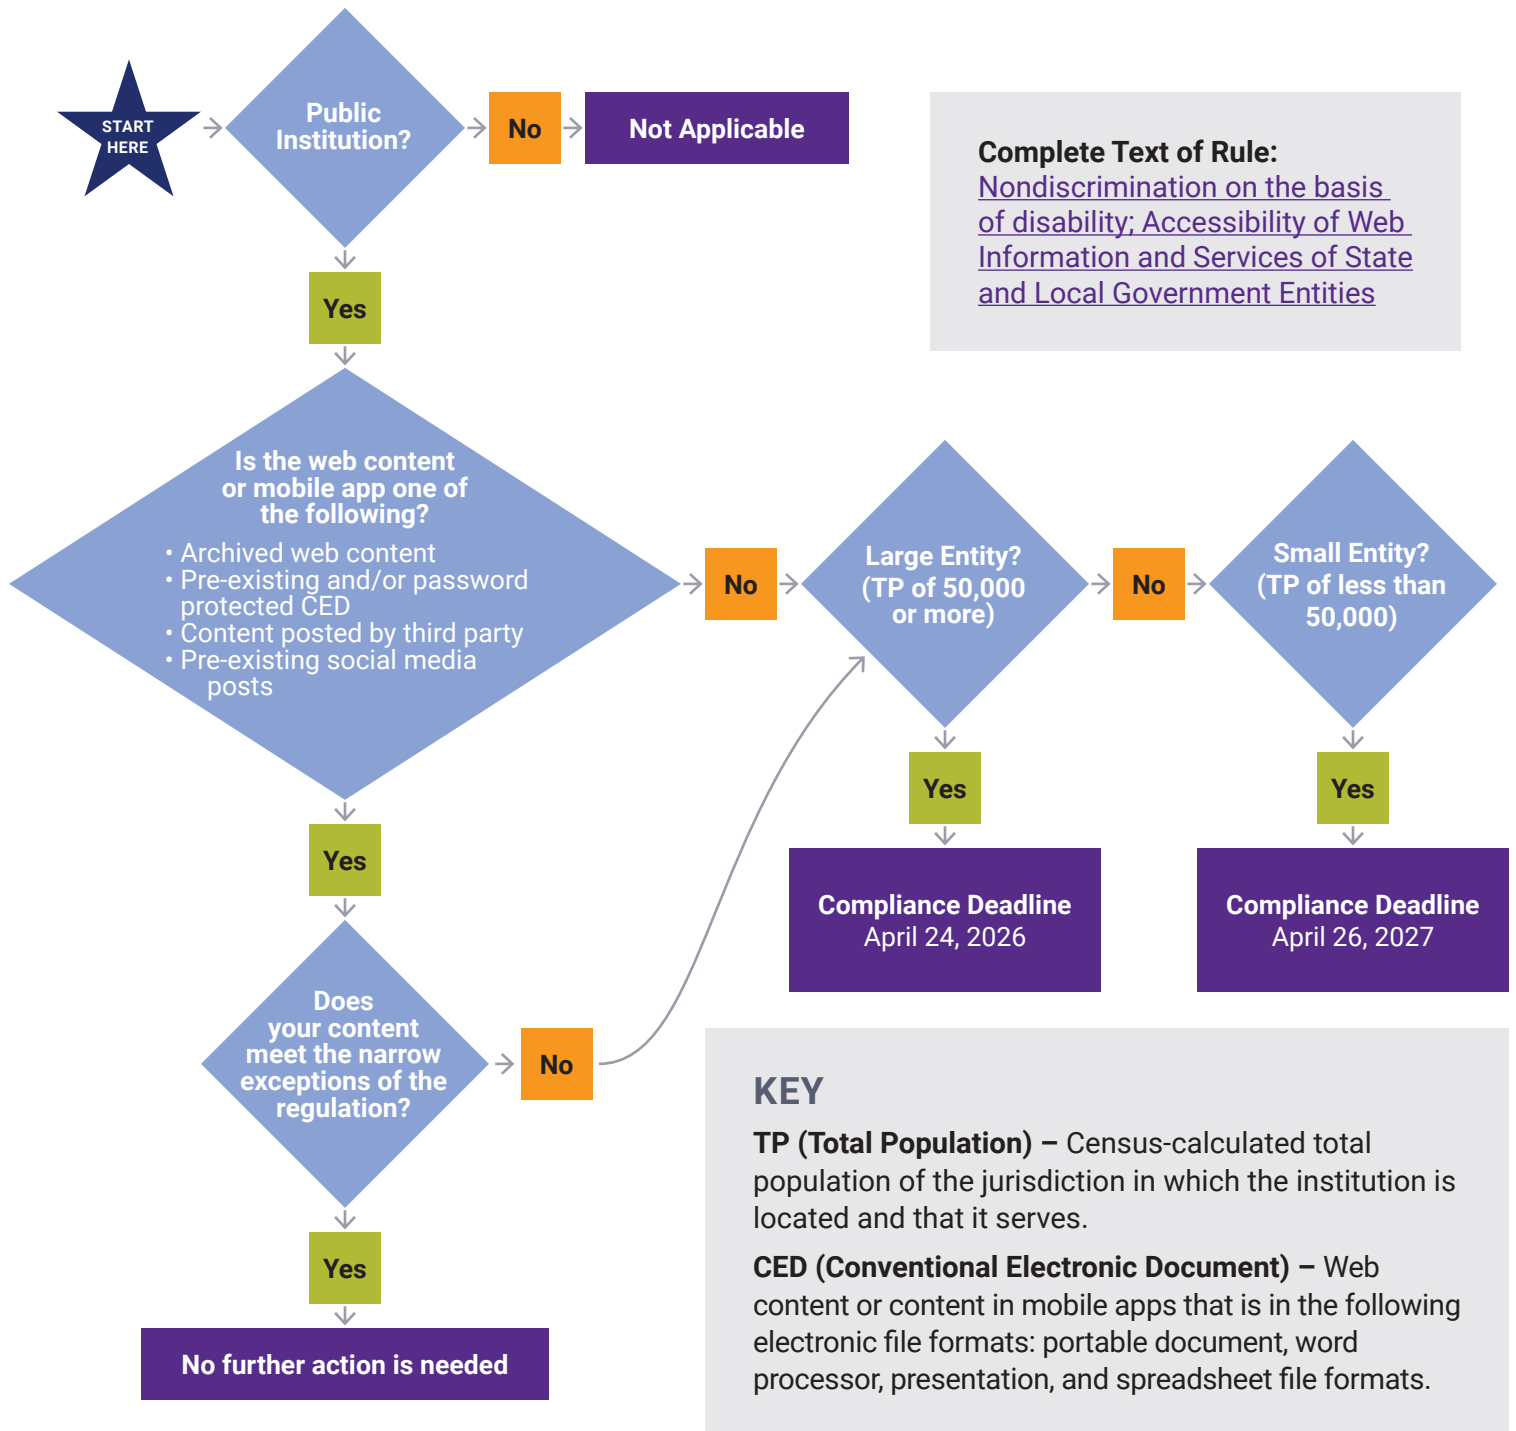 START
HERE
Public
Institution?
No
Not Applicable
Complete Text of Rule:
Nondiscrimination on the basis
of disability; Accessibility of Web
Information and Services of State
and Local Government Entities
Yes
Is the web content
or mobile app one of
the following?
• Archived web content
• Pre-existing and/or password
protected CED
• Content posted by third party
• Pre-existing social media
posts
No
Large Entity?
(TP of 50,000
or more)
No
Small Entity?
(TP of less than
50,000)
Yes
Yes
Compliance Deadline
April 24, 2026
Compliance Deadline
April 26, 2027
Yes
Does
your content
meet the narrow
exceptions of the
regulation?
No
Yes
No further action is needed
KEY
TP (Total Population) – Census-calculated total
population of the jurisdiction in which the institution is
located and that it serves.
CED (Conventional Electronic Document) – Web
content or content in mobile apps that is in the following
electronic file formats: portable document, word
processor, presentation, and spreadsheet file formats.